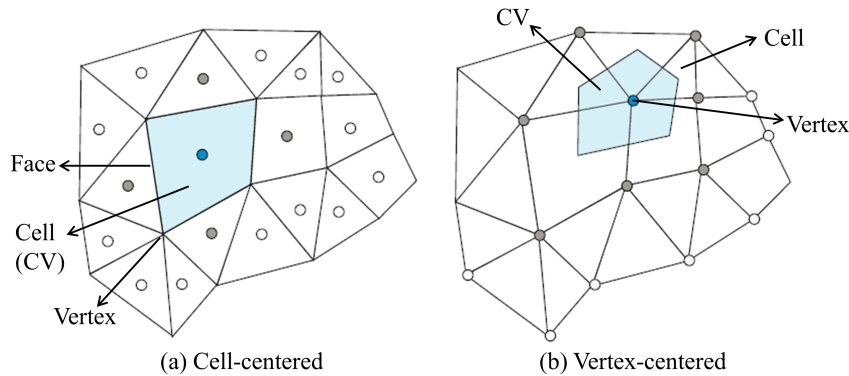 Face
Cell
(CV)
Vertex
(a) Cell-centered
CV
Cell
Vertex
(b) Vertex-centered